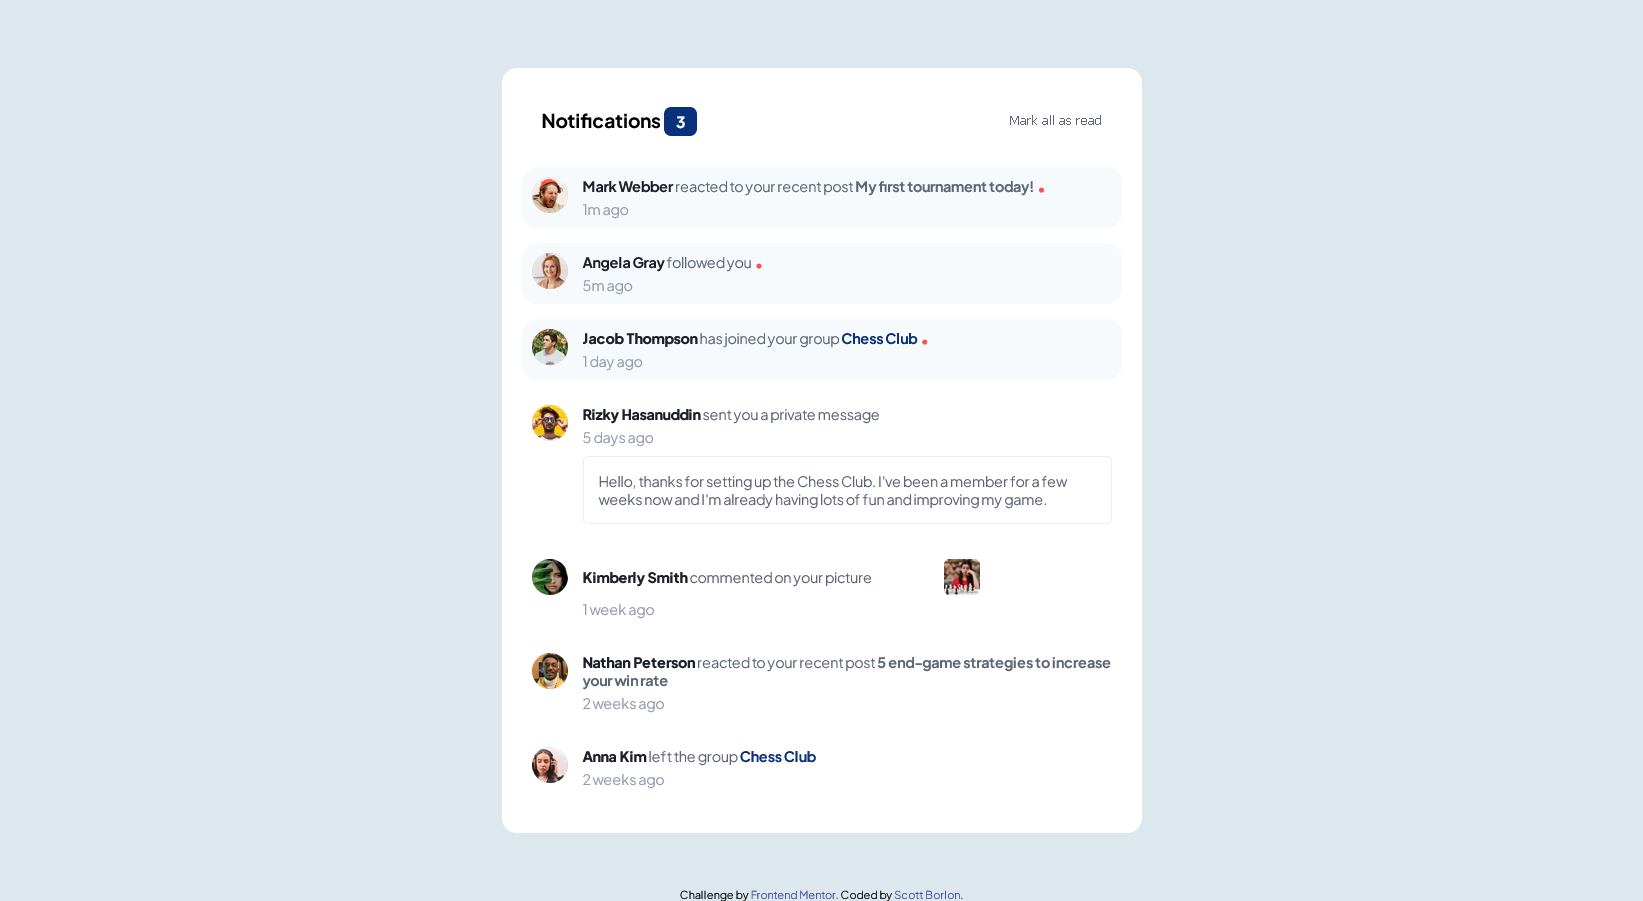 Notifications 3
Mark all as read
Mark Webber reacted to your recent post My first tournament today!
1m ago
Angela Gray followed you
5m ago
Jacob Thompson has joined your group Chess Club
1 day ago
Rizky Hasanuddin sent you a private message
5 days ago
Hello, thanks for setting up the Chess Club. I've been a member for a few
weeks now and I'm already having lots of fun and improving my game.
Kimberly Smith commented on your picture
1 week ago
Nathan Peterson reacted to your recent post 5 end-game strategies to increase
your win rate
2 weeks ago
Anna Kim left the group Chess Club
2 weeks ago
Challenge by Frontend Mentor. Coded by Scott Borlon.